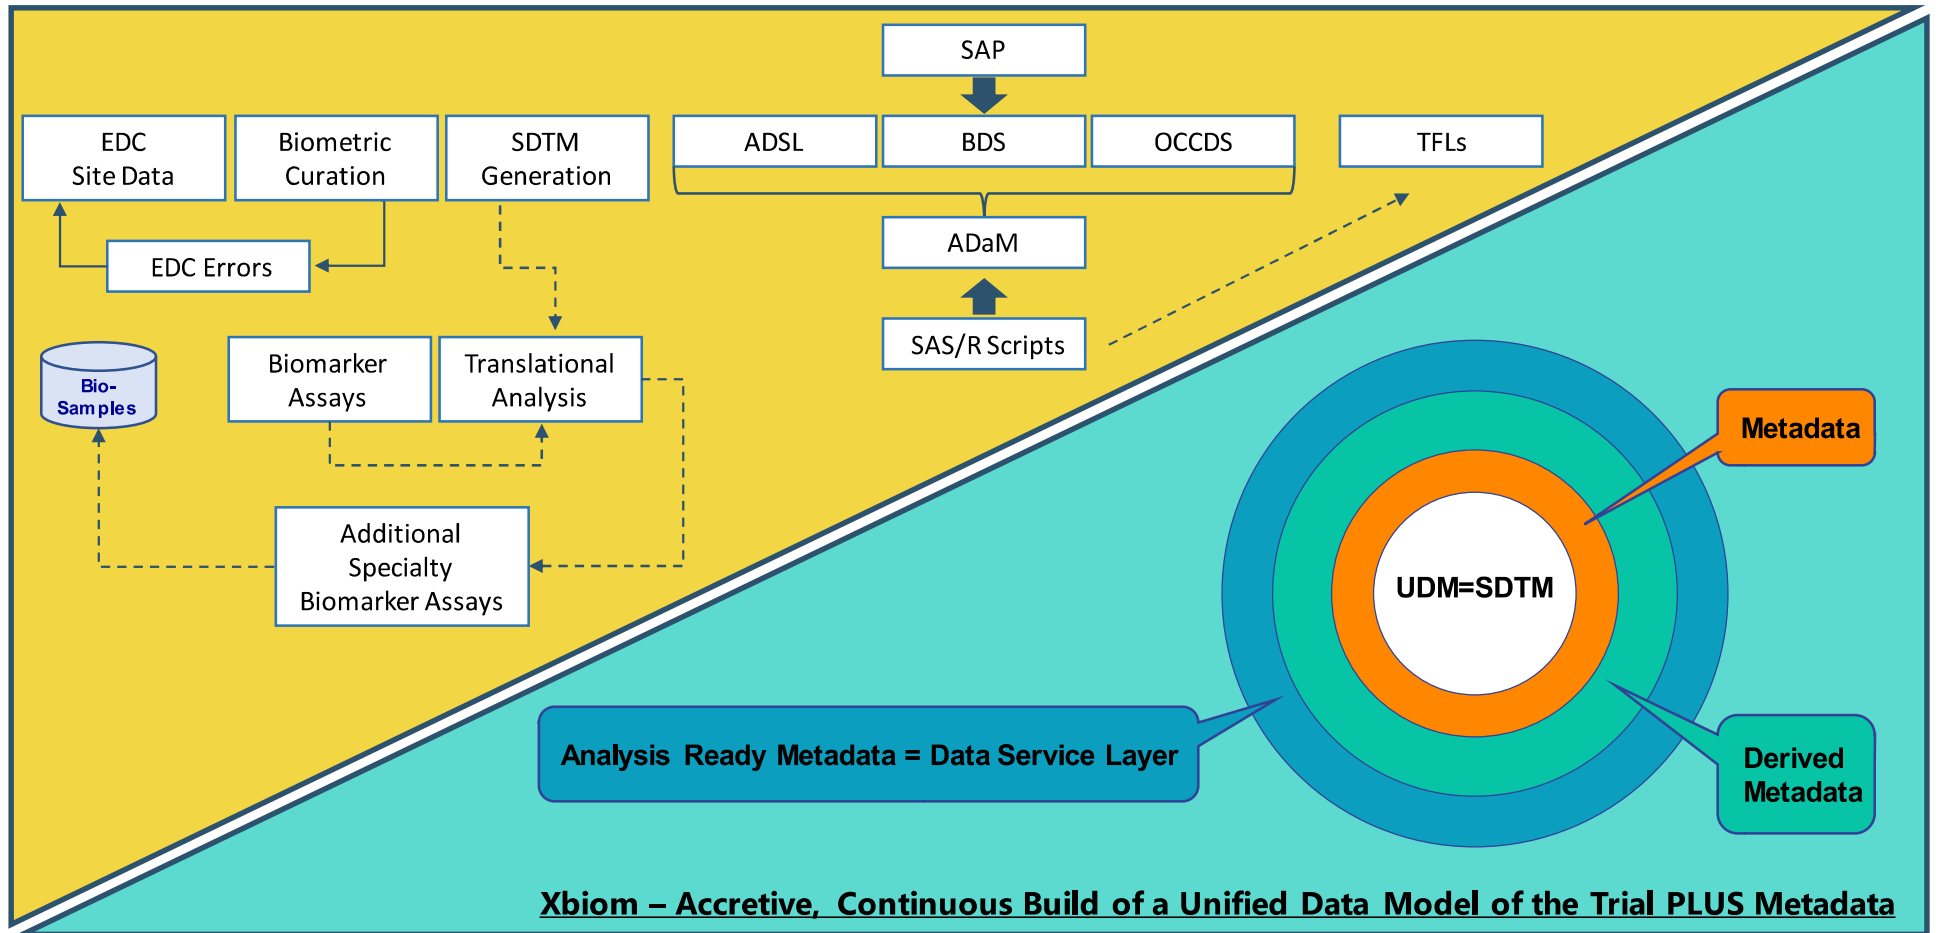 SAP
EDC
Site Data
Biometric
Curation
SDTM
Generation
ADSL
BDS
OCCDS
TFLs
EDC Errors
ADaM
SAS/R Scripts
Bio-
Samples
Biomarker
Assays
Translational
Analysis
Additional
Specialty
Biomarker Assays
Metadata
UDM=SDTM
Analysis Ready Metadata = Data Service Layer
Derived
Metadata
Xbiom – Accretive, Continuous Build of a Unified Data Model of the Trial PLUS Metadata